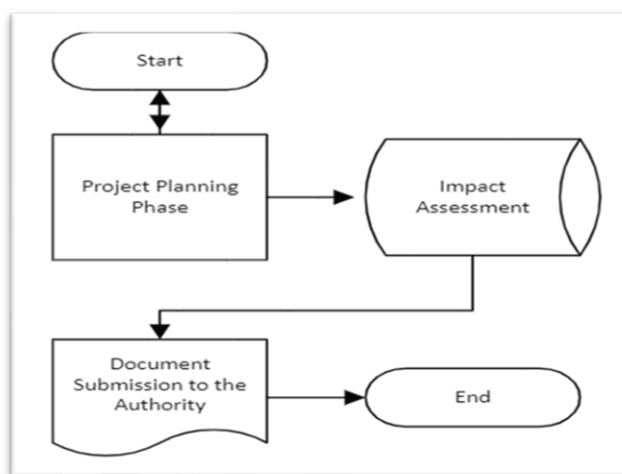 Start
Project Planning
Phase
Impact
Assessment
Document
Submission to the
Authority
End